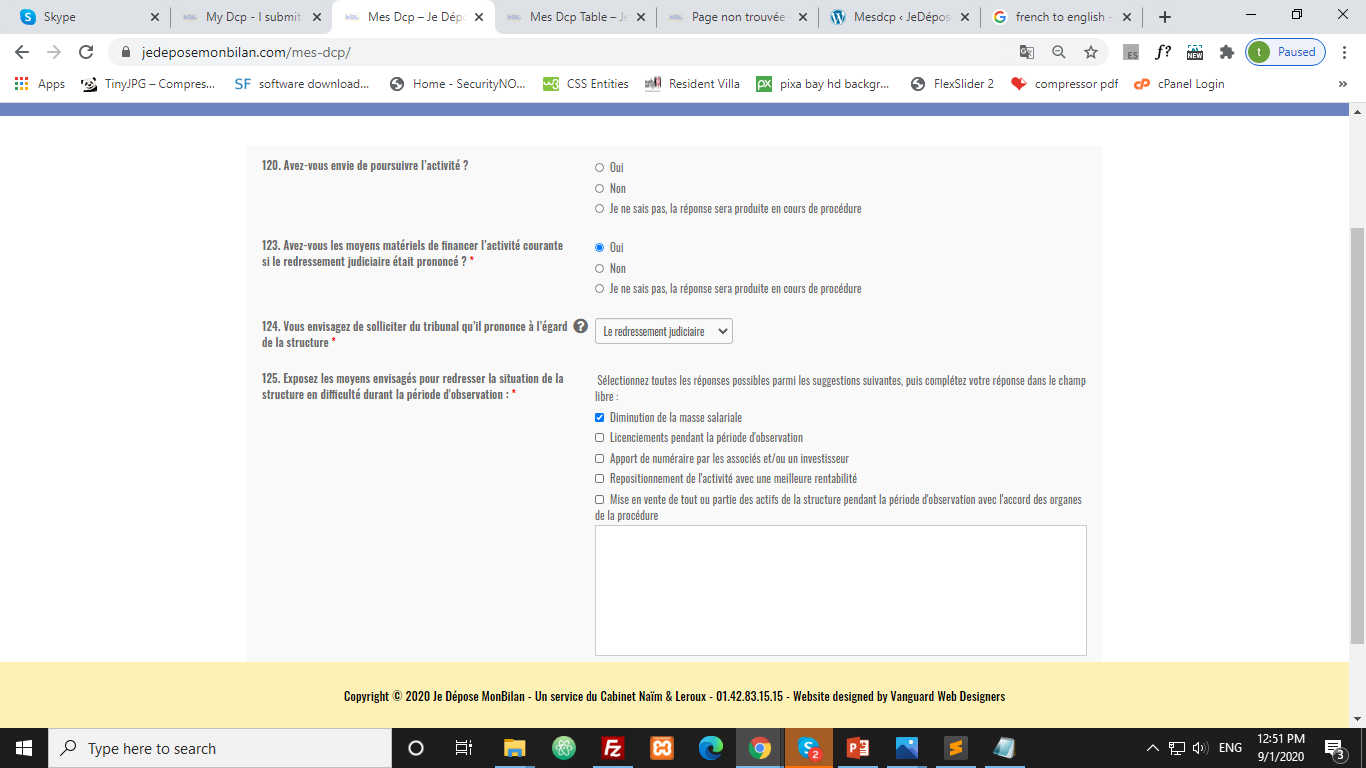 Skype
My Dcp - I submit
Mes Dcp – Je Dép
Mes Dcp Table – Je
Page non trouvée
Mesdcp ‹ JeDépos
french to english -
jedeposemonbilan.com/mes-dcp/
ES
f?
NEW
t
Paused
Apps
TinyJPG – Compres...
SF software download...
Home - SecurityNO...
CSS Entities
Resident Villa
px pixa bay hd backgr...
FlexSlider 2
compressor pdf
cP cPanel Login
»
120. Avez-vous envie de poursuivre l'activité ?
Oui
Non
Je ne sais pas, la réponse sera produite en cours de procédure
123. Avez-vous les moyens matériels de financer l'activité courante
si le redressement judiciaire était prononcé ? *
Oui
Non
Je ne sais pas, la réponse sera produite en cours de procédure
124. Vous envisagez de solliciter du tribunal qu'il prononce à l'égard
de la structure *
?
Le redressement judiciaire
125. Exposez les moyens envisagés pour redresser la situation de la
structure en difficulté durant la période d'observation : *
Sélectionnez toutes les réponses possibles parmi les suggestions suivantes, puis complétez votre réponse dans le champ
libre :
Diminution de la masse salariale
Licenciements pendant la période d'observation
Apport de numéraire par les associés et/ou un investisseur
Repositionnement de l'activité avec une meilleure rentabilité
Mise en vente de tout ou partie des actifs de la structure pendant la période d'observation avec l'accord des organes
de la procédure
Copyright © 2020 Je Dépose MonBilan - Un service du Cabinet Naïm & Leroux - 01.42.83.15.15 - Website designed by Vanguard Web Designers
Type here to search
2
ENG
12:51 PM
9/1/2020
3